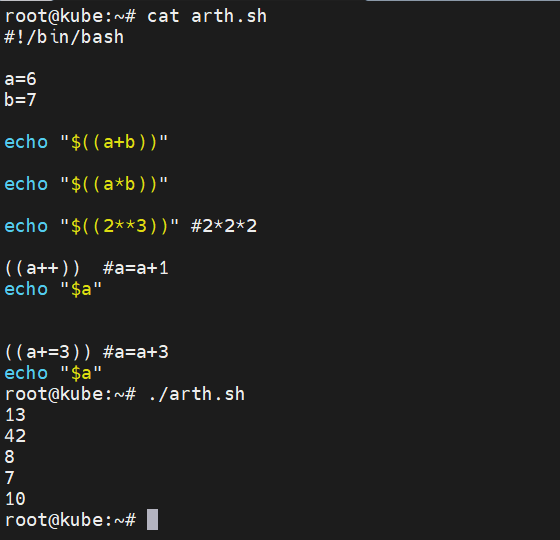 root@kube:~# cat arth.sh
#!/bin/bash
a=6
b=7
echo "$((a+b))"
echo "$((a*b))"
echo "$((2**3))" #2*2*2
((a++))  #a=a+1
echo "$a"
((a+=3)) #a=a+3
echo "$a"
root@kube:~# ./arth.sh
13
42
8
7
10
root@kube:~#